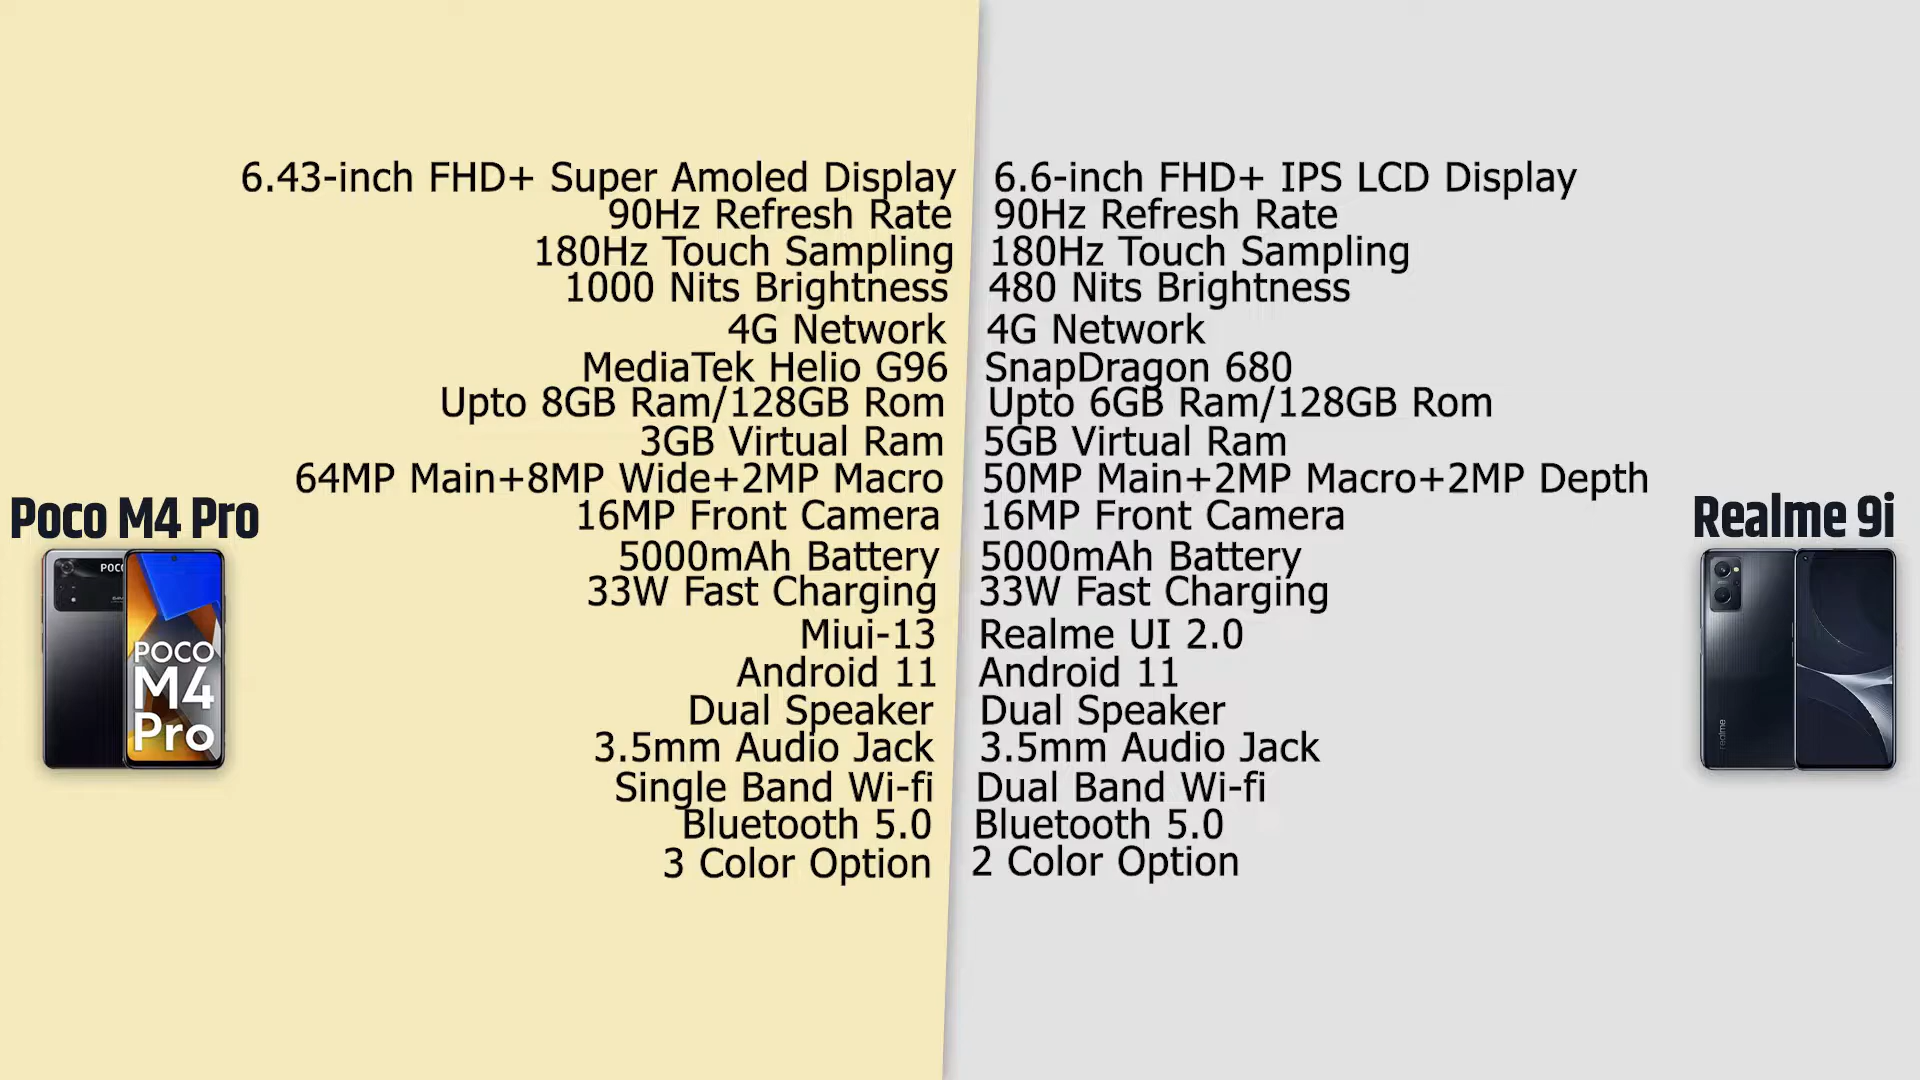 6.43-inch FHD+ Super Amoled Display
90Hz Refresh Rate
180Hz Touch Sampling
1000 Nits Brightness
4G Network
MediaTek Helio G96
Upto 8GB Ram/128GB Rom
3GB Virtual Ram
64MP Main+8MP Wide+2MP Macro
16MP Front Camera
5000mAh Battery
33W Fast Charging
Miui-13
Android 11
Dual Speaker
3.5mm Audio Jack
Single Band Wi-fi
Bluetooth 5.0
3 Color Option
Poco M4 Pro
POCO
M4
Pro
6.6-inch FHD+ IPS LCD Display
90Hz Refresh Rate
180Hz Touch Sampling
480 Nits Brightness
4G Network
SnapDragon 680
Upto 6GB Ram/128GB Rom
5GB Virtual Ram
50MP Main+2MP Macro+2MP Depth
16MP Front Camera
5000mAh Battery
33W Fast Charging
Realme UI 2.0
Android 11
Dual Speaker
3.5mm Audio Jack
Dual Band Wi-fi
Bluetooth 5.0
2 Color Option
Realme 9i
realme